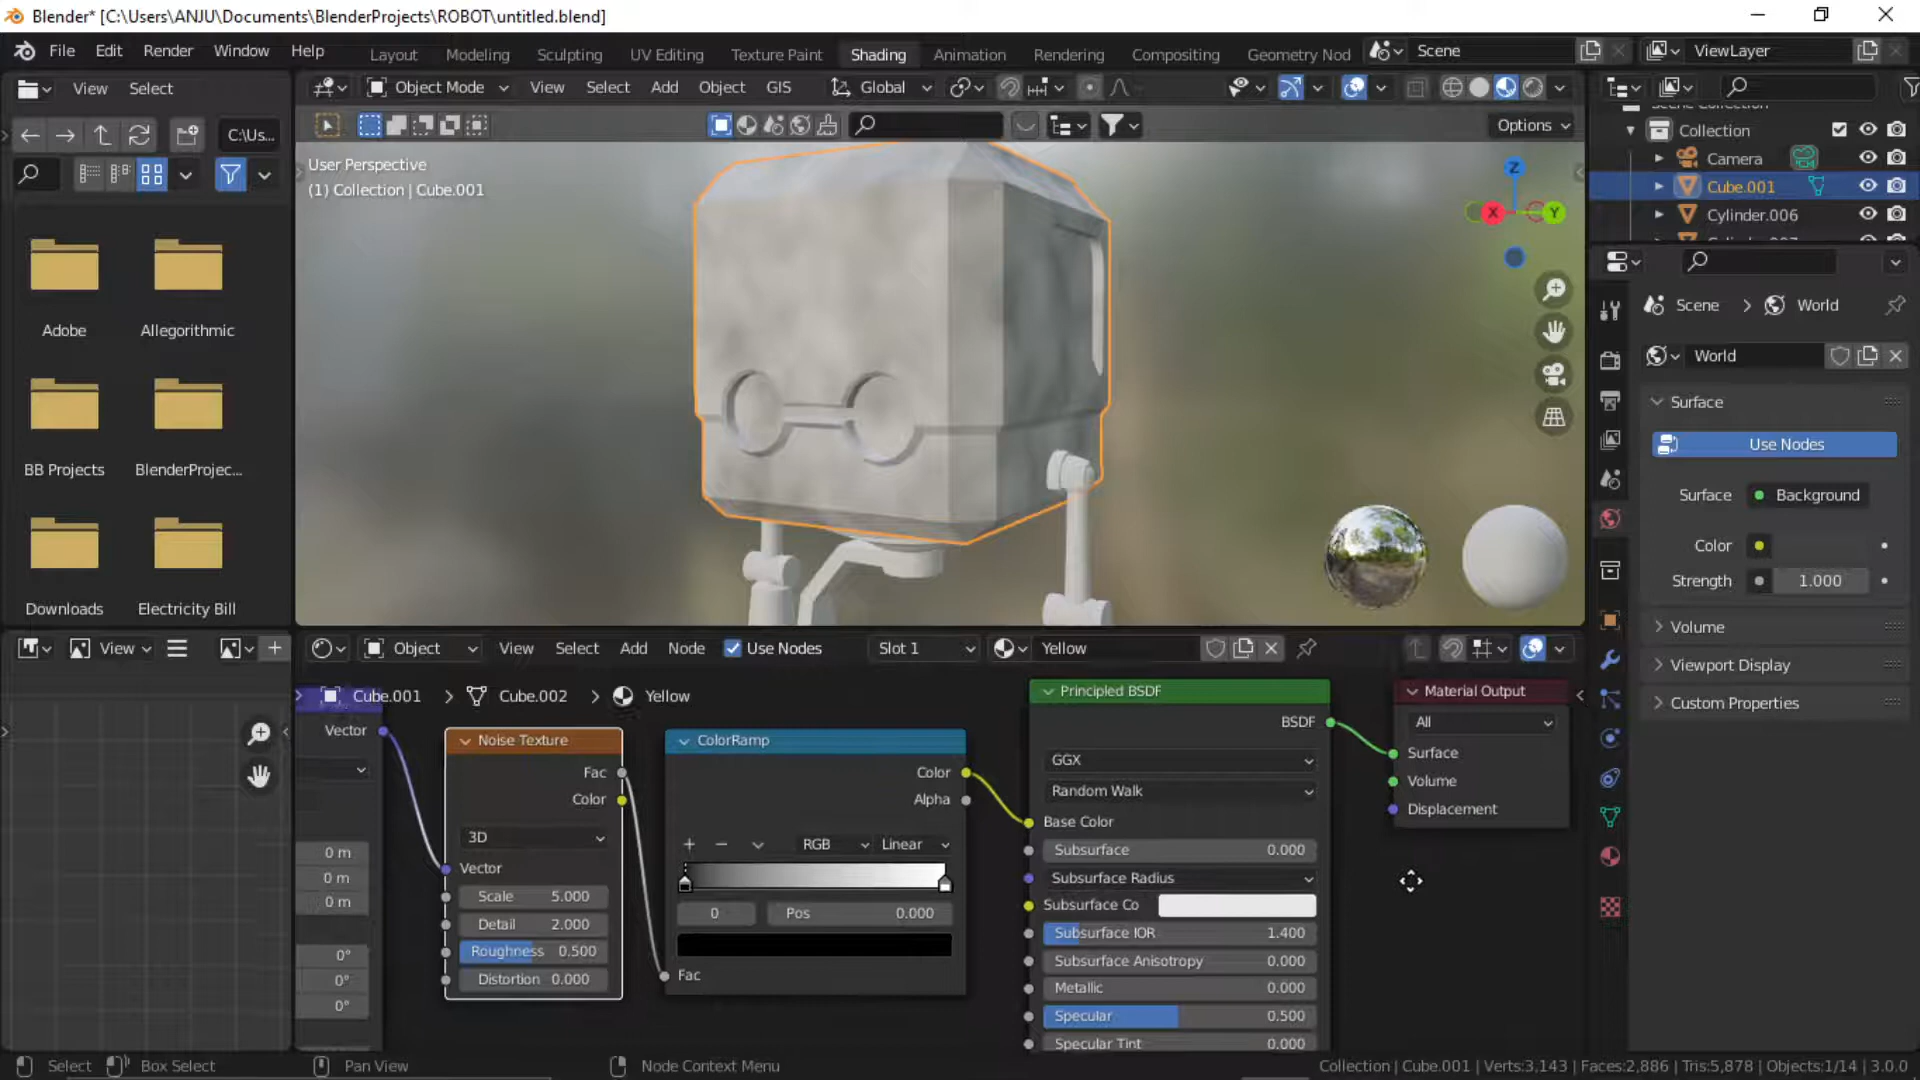 Blender* [C:\Users\ANJU\Documents\BlenderProjects\ROBOT\untitled.blend]
File Edit Render Window Help
Layout Modeling Sculpting UV Editing Texture Paint Shading Animation Rendering Compositing Geometry Nod
Scene
ViewLayer
View Select
C:\Us...
Adobe
Allegorithmic
BB Projects
BlenderProjec...
Downloads
Electricity Bill
Object Mode View Select Add Object GIS
Global
Options
User Perspective
(1) Collection | Cube.001
Z
X
Y
Collection
Camera
Cube.001
Cylinder.006
Scene
World
World
Surface
Use Nodes
Surface Background
Color
Strength 1.000
Volume
Viewport Display
Custom Properties
View
Object View Select Add Node Use Nodes Slot 1 Yellow
Cube.001 Cube.002 Yellow
Vector
0 m
0 m
0 m
0°
0°
0°
Noise Texture
Fac
Color
3D
Vector
Scale 5.000
Detail 2.000
Roughness 0.500
Distortion 0.000
ColorRamp
Color
Alpha
RGB Linear
0 Pos 0.000
Fac
Principled BSDF
BSDF
GGX
Random Walk
Base Color
Subsurface 0.000
Subsurface Radius
Subsurface Co
Subsurface IOR 1.400
Subsurface Anisotropy 0.000
Metallic 0.000
Specular 0.500
Specular Tint 0.000
Material Output
All
Surface
Volume
Displacement
Select Box Select Pan View Node Context Menu
Collection | Cube.001 | Verts:3,143 | Faces:2,886 | Tris:5,878 | Objects:1/14 | 3.0.0